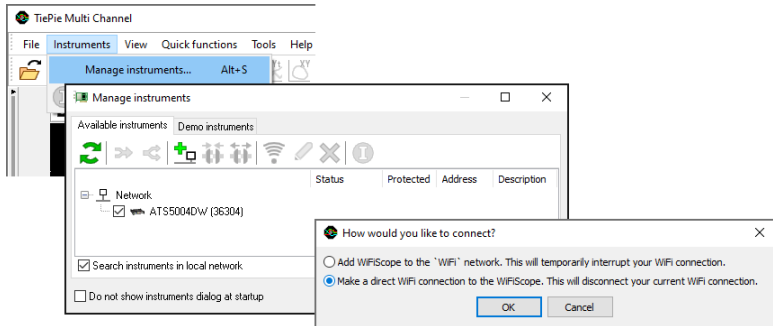 TiePie Multi Channel
File Instruments View Quick functions Tools Help
Manage instruments... Alt+S
Manage instruments
Available instruments Demo instruments
Status Protected Address Description
Network
ATS5004DW (36304)
Search instruments in local network
Do not show instruments dialog at startup
How would you like to connect?
Add WiFiScope to the `WiFi` network. This will temporarily interrupt your WiFi connection.
Make a direct WiFi connection to the WiFiScope. This will disconnect your current WiFi connection.
OK Cancel